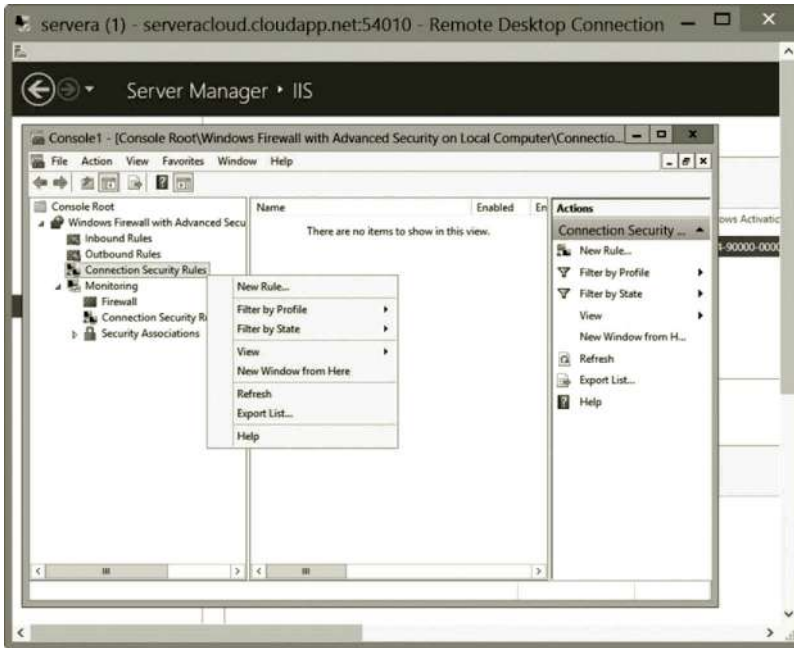 servera (1) - serveracloud.cloudapp.net:54010 - Remote Desktop Connection
Server Manager • IIS
Console1 - [Console Root\Windows Firewall with Advanced Security on Local Computer\Connectio...
File Action View Favorites Window Help
Console Root
Windows Firewall with Advanced Secu
Inbound Rules
Outbound Rules
Connection Security Rules
Monitoring
Firewall
Connection Security Ru
Security Associations
Name Enabled En
There are no items to show in this view.
New Rule...
Filter by Profile
Filter by State
View
New Window from Here
Refresh
Export List...
Help
Actions
Connection Security ...
New Rule...
Filter by Profile
Filter by State
View
New Window from H...
Refresh
Export List...
Help
ows Activatic
-90000-0000